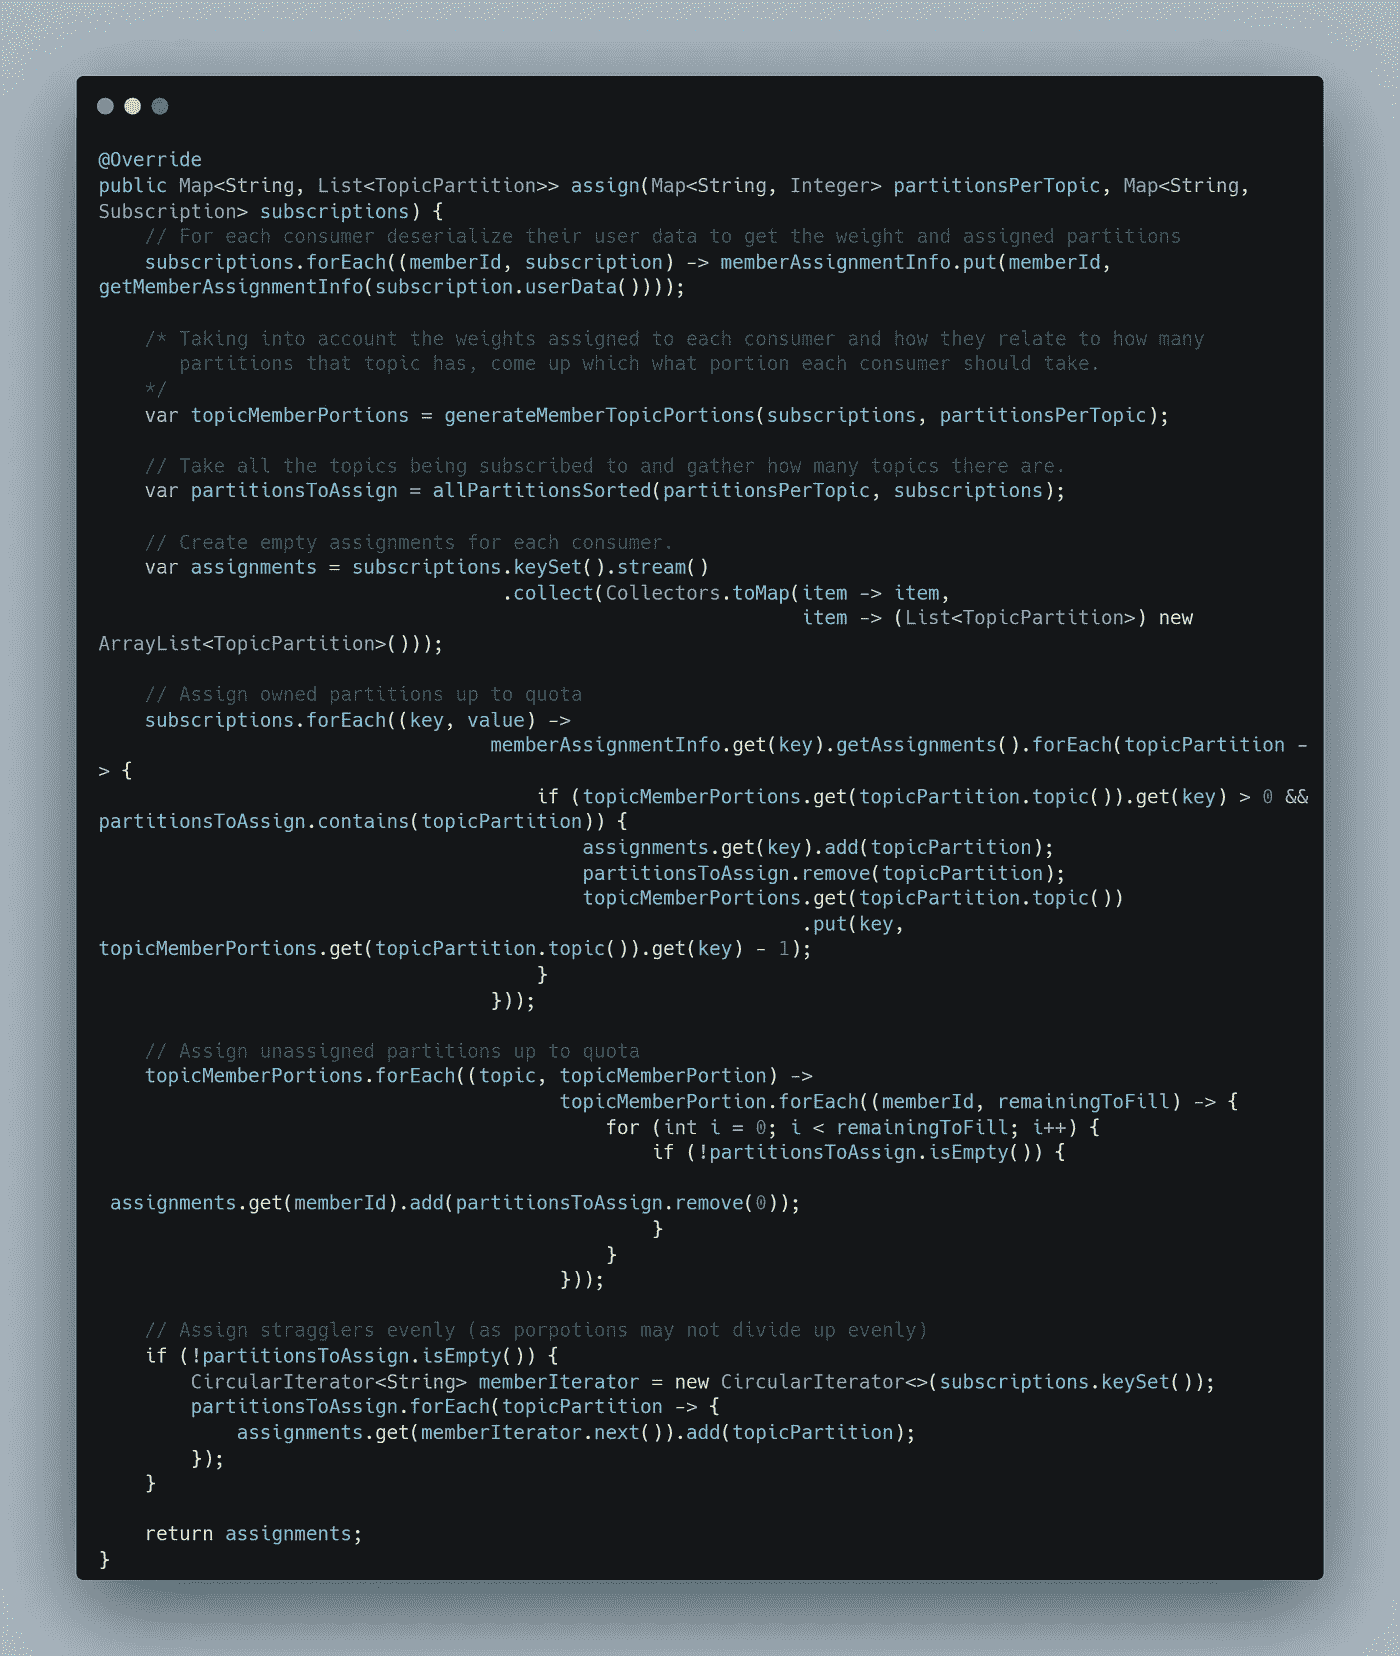 @Override
public Map<String, List<TopicPartition>> assign(Map<String, Integer> partitionsPerTopic, Map<String,
Subscription> subscriptions) {
    // For each consumer deserialize their user data to get the weight and assigned partitions
    subscriptions.forEach((memberId, subscription) -> memberAssignmentInfo.put(memberId,
getMemberAssignmentInfo(subscription.userData())));

    /* Taking into account the weights assigned to each consumer and how they relate to how many
       partitions that topic has, come up which what portion each consumer should take.
    */
    var topicMemberPortions = generateMemberTopicPortions(subscriptions, partitionsPerTopic);

    // Take all the topics being subscribed to and gather how many topics there are.
    var partitionsToAssign = allPartitionsSorted(partitionsPerTopic, subscriptions);

    // Create empty assignments for each consumer.
    var assignments = subscriptions.keySet().stream()
                                   .collect(Collectors.toMap(item -> item,
                                                             item -> (List<TopicPartition>) new
ArrayList<TopicPartition>()));

    // Assign owned partitions up to quota
    subscriptions.forEach((key, value) ->
                                  memberAssignmentInfo.get(key).getAssignments().forEach(topicPartition -
> {
                                      if (topicMemberPortions.get(topicPartition.topic()).get(key) > 0 &&
partitionsToAssign.contains(topicPartition)) {
                                          assignments.get(key).add(topicPartition);
                                          partitionsToAssign.remove(topicPartition);
                                          topicMemberPortions.get(topicPartition.topic())
                                                             .put(key,
topicMemberPortions.get(topicPartition.topic()).get(key) - 1);
                                      }
                                  }));

    // Assign unassigned partitions up to quota
    topicMemberPortions.forEach((topic, topicMemberPortion) ->
                                        topicMemberPortion.forEach((memberId, remainingToFill) -> {
                                            for (int i = 0; i < remainingToFill; i++) {
                                                if (!partitionsToAssign.isEmpty()) {

 assignments.get(memberId).add(partitionsToAssign.remove(0));
                                                }
                                            }
                                        }));

    // Assign stragglers evenly (as porpotions may not divide up evenly)
    if (!partitionsToAssign.isEmpty()) {
        CircularIterator<String> memberIterator = new CircularIterator<>(subscriptions.keySet());
        partitionsToAssign.forEach(topicPartition -> {
            assignments.get(memberIterator.next()).add(topicPartition);
        });
    }

    return assignments;
}